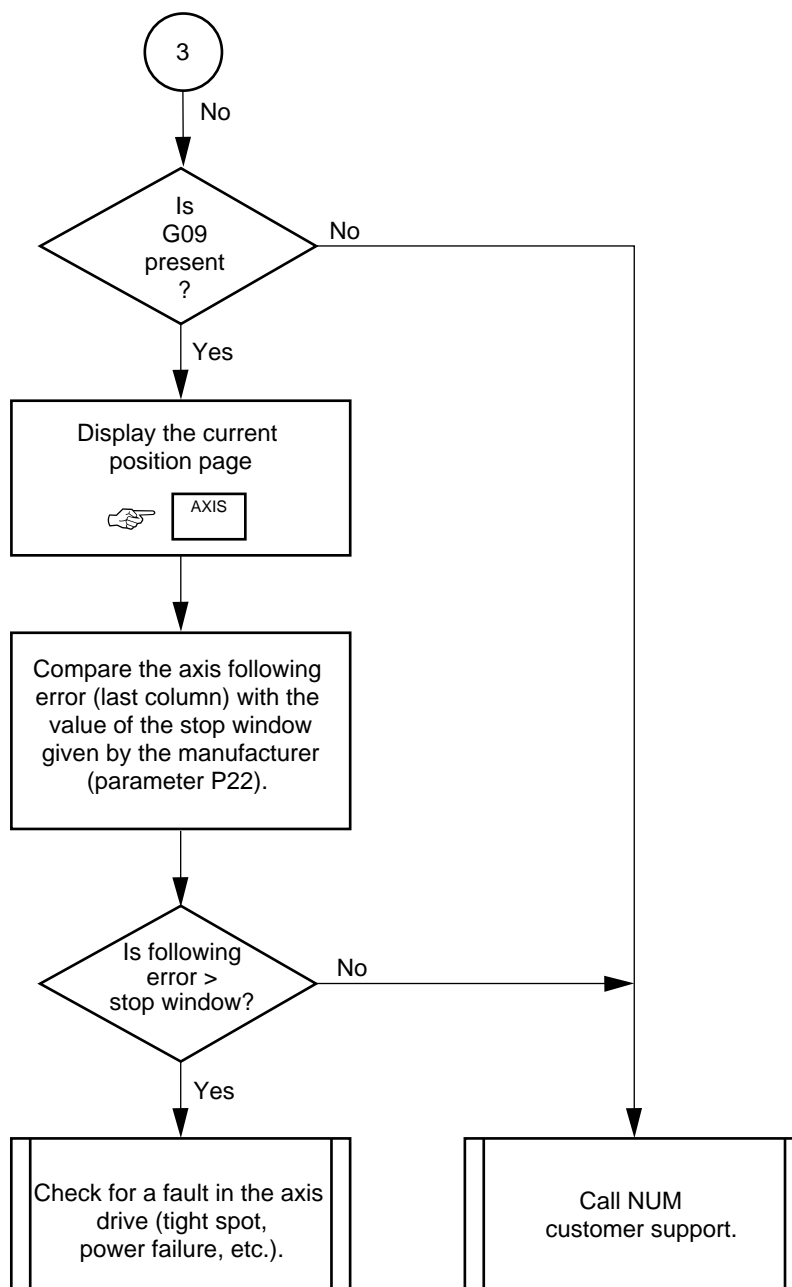 3
No
Is
G09
present
?
No
Yes
Display the current
position page
AXIS
Compare the axis following
error (last column) with the
value of the stop window
given by the manufacturer
(parameter P22).
Is following
error >
stop window?
No
Yes
Check for a fault in the axis
drive (tight spot,
power failure, etc.).
Call NUM
customer support.